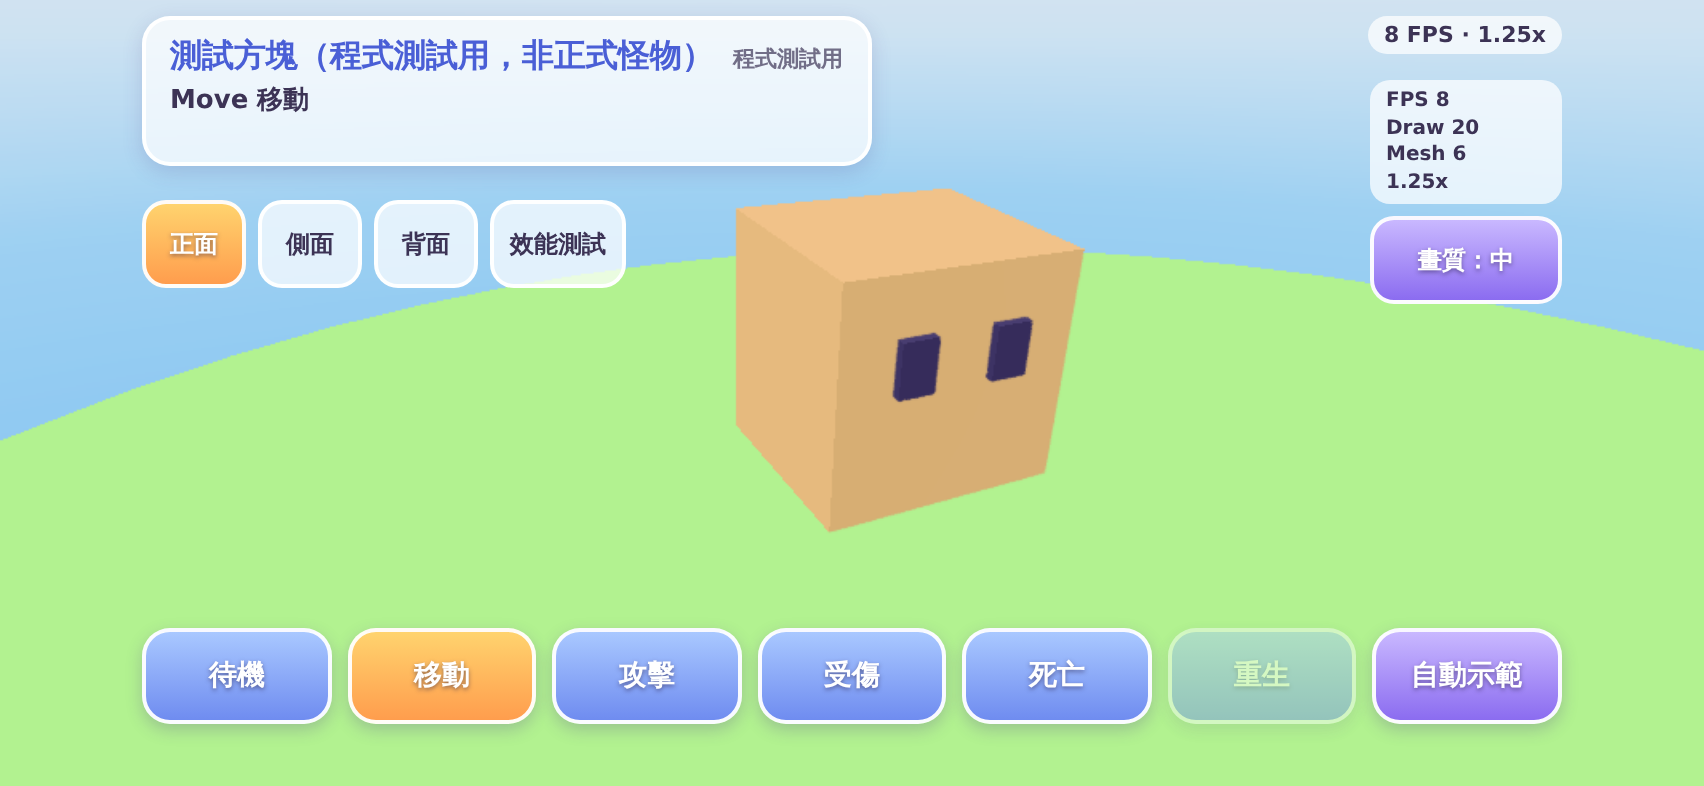 測試方塊（程式測試用，非正式怪物） 程式測試用
Move 移動
8 FPS · 1.25x
FPS 8
Draw 20
Mesh 6
1.25x
正面
側面
背面
效能測試
畫質：中
待機
移動
攻擊
受傷
死亡
重生
自動示範